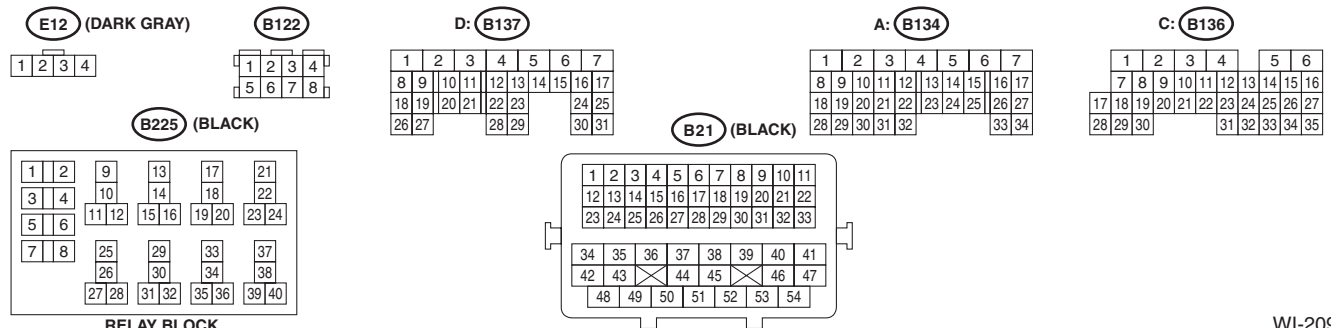 E12 (DARK GRAY)
1 2 3 4
B122
1 2 3 4
5 6 7 8
D: B137
1 2 3 4 5 6 7
8 9 10 11 12 13 14 15 16 17
18 19 20 21 22 23 24 25
26 27 28 29 30 31
A: B134
1 2 3 4 5 6 7
8 9 10 11 12 13 14 15 16 17
18 19 20 21 22 23 24 25 26 27
28 29 30 31 32 33 34
C: B136
1 2 3 4 5 6
7 8 9 10 11 12 13 14 15 16
17 18 19 20 21 22 23 24 25 26 27
28 29 30 31 32 33 34 35
B225 (BLACK)
1 2 9 13 17 21
3 4 10 14 18 22
5 6 11 12 15 16 19 20 23 24
7 8 25 29 33 37
26 30 34 38
27 28 31 32 35 36 39 40
RELAY BLOCK
B21 (BLACK)
1 2 3 4 5 6 7 8 9 10 11
12 13 14 15 16 17 18 19 20 21 22
23 24 25 26 27 28 29 30 31 32 33
34 35 36 37 38 39 40 41
42 43 44 45 46 47
48 49 50 51 52 53 54